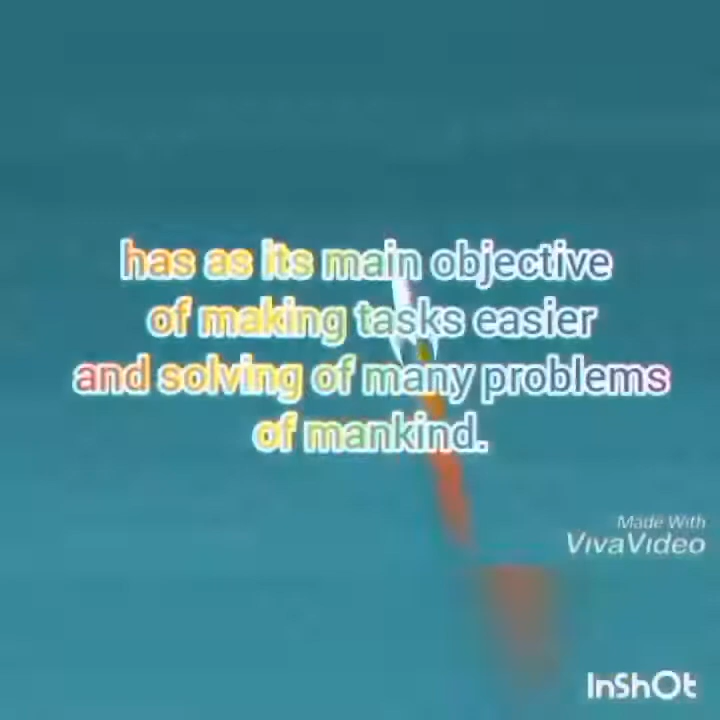 has as its main objective
of making tasks easier
and solving of many problems
of mankind.
Made With
VivaVideo
InShOt